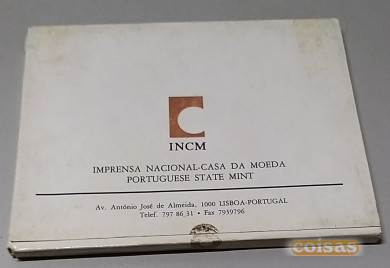 INCM
IMPRENSA NACIONAL-CASA DA MOEDA
PORTUGUESE STATE MINT
Av. António José de Almeida, 1000 LISBOA-PORTUGAL
Telef. 797 86 31 • Fax 7939796
coisas